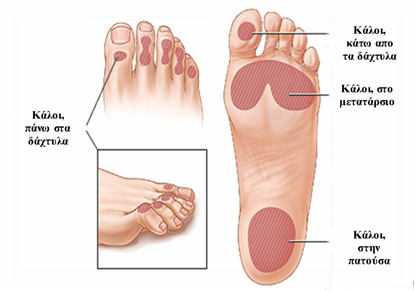 Κάλοι,
πάνω στα
δάχτυλα
Κάλοι,
κάτω απο
τα δάχτυλα
Κάλοι, στο
μετατάρσιο
Κάλοι,
στην
πατούσα